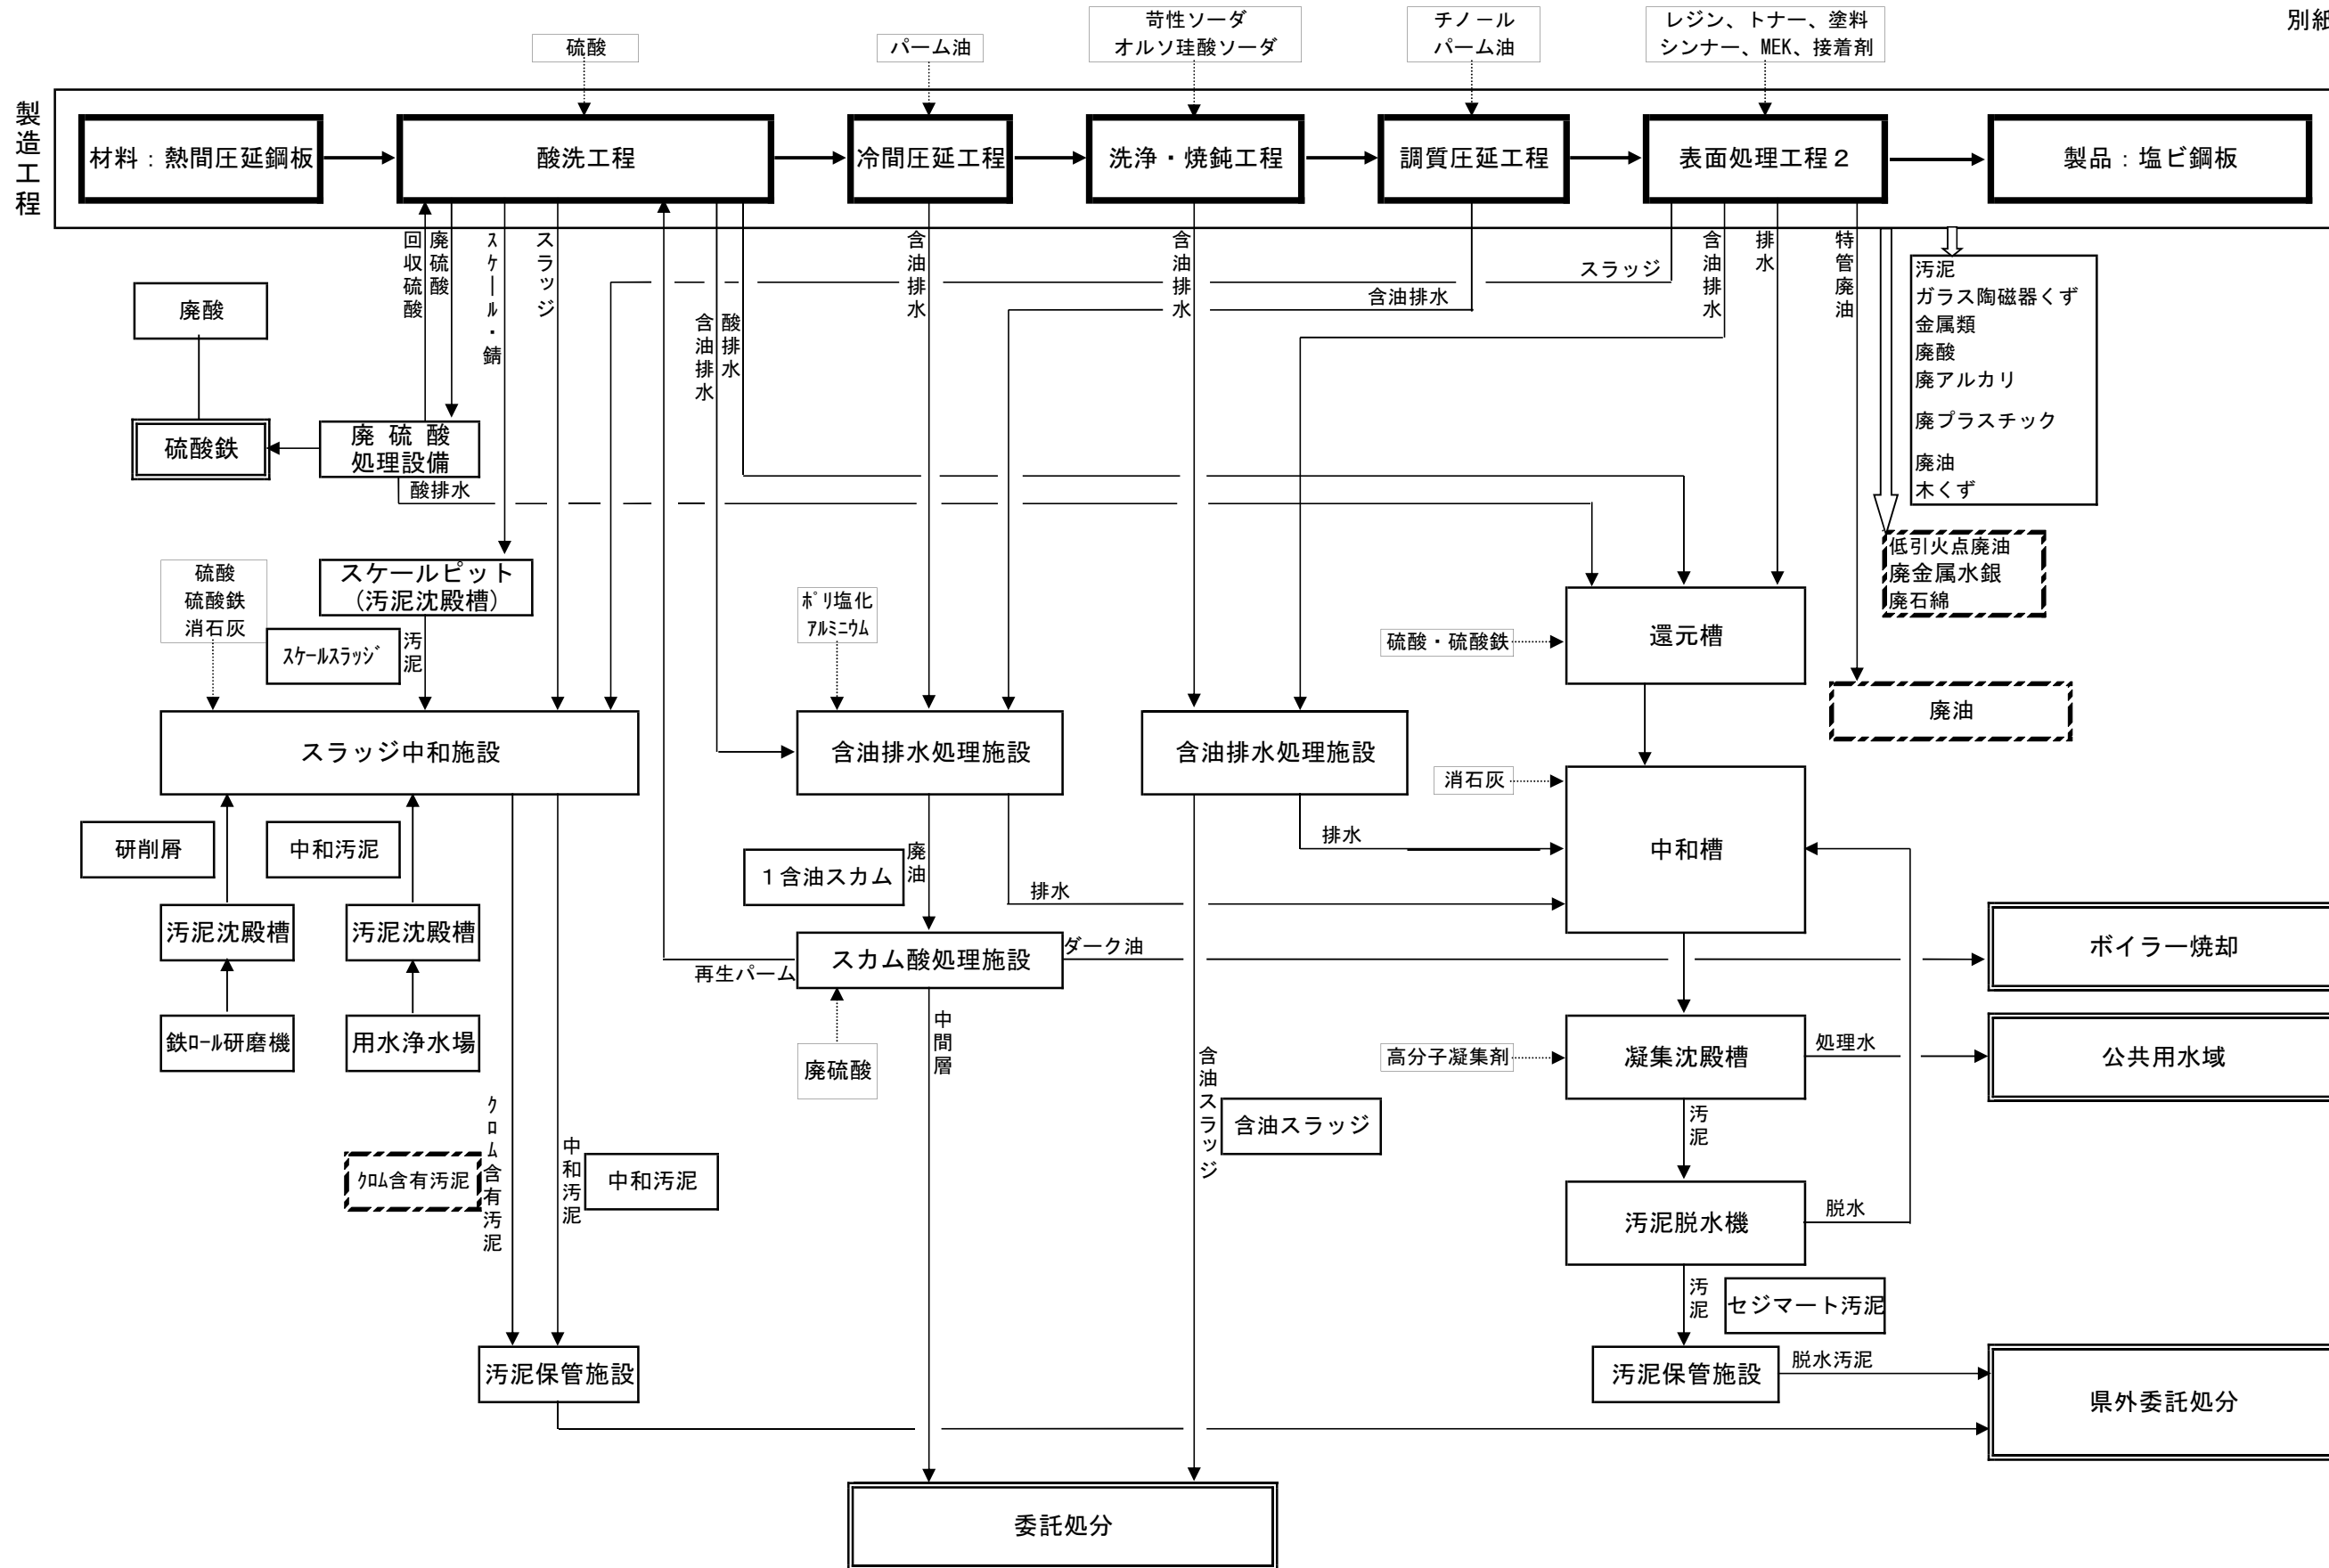 別紙
苛性ソーダ
オルソ珪酸ソーダ
チノール
パーム油
レジン、トナー、塗料
シンナー、MEK、接着剤
硫酸
パーム油
製造工程
材料：熱間圧延鋼板
酸洗工程
冷間圧延工程
洗浄・焼鈍工程
調質圧延工程
表面処理工程２
製品：塩ビ鋼板
回収硫酸
廃硫酸
ｽｹｰﾙ・錆
スラッジ
含油排水
酸排水
含油排水
含油排水
スラッジ
含油排水
含油排水
排水
特管廃油
汚泥
ガラス陶磁器くず
金属類
廃酸
廃アルカリ
廃プラスチック
廃油
木くず
廃酸
硫酸鉄
廃 硫 酸
処理設備
酸排水
低引火点廃油
廃金属水銀
廃石綿
硫酸
硫酸鉄
消石灰
スケールピット
（汚泥沈殿槽）
ｽｹｰﾙスラッジ
汚泥
ﾎﾟﾘ塩化
ｱﾙﾐﾆｳﾑ
硫酸・硫酸鉄
還元槽
廃油
スラッジ中和施設
含油排水処理施設
含油排水処理施設
消石灰
中和槽
研削屑
中和汚泥
１含油スカム
廃油
排水
排水
汚泥沈殿槽
汚泥沈殿槽
再生パーム
スカム酸処理施設
ダーク油
ボイラー焼却
鉄ﾛｰﾙ研磨機
用水浄水場
廃硫酸
中間層
含油スラッジ
含油スラッジ
高分子凝集剤
凝集沈殿槽
処理水
公共用水域
汚泥
ｸﾛﾑ含有汚泥
ｸﾛﾑ含有汚泥
中和汚泥
中和汚泥
汚泥脱水機
脱水
汚泥
セジマート汚泥
汚泥保管施設
汚泥保管施設
脱水汚泥
県外委託処分
委託処分